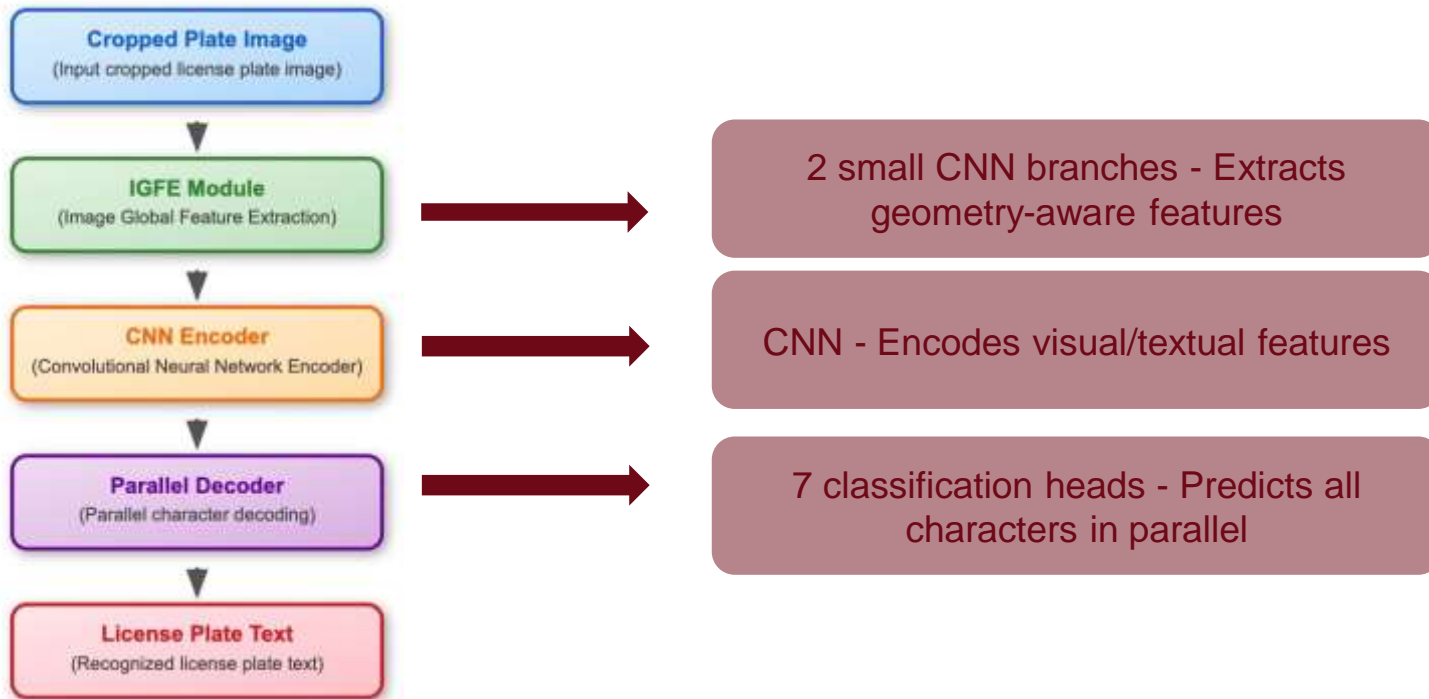 Cropped Plate Image
(Input cropped license plate image)
IGFE Module
(Image Global Feature Extraction)
2 small CNN branches - Extracts
geometry-aware features
CNN Encoder
(Convolutional Neural Network Encoder)
CNN - Encodes visual/textual features
Parallel Decoder
(Parallel character decoding)
7 classification heads - Predicts all
characters in parallel
License Plate Text
(Recognized license plate text)